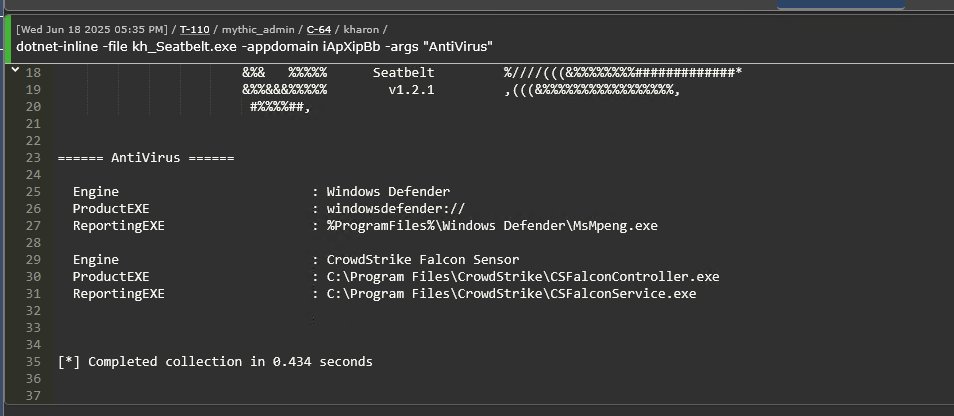 [Wed Jun 18 2025 05:35 PM] / T-110 / mythic_admin / C-64 / kharon /
dotnet-inline -file kh_Seatbelt.exe -appdomain iApXipBb -args "AntiVirus"
18 &%& %%%%% Seatbelt %////(((&%%%%%%%%#############*
19 &%%&&&%%%%% v1.2.1 ,(((&%%%%%%%%%%%%%%%%%,
20 #%%%%##,
21
22
23 ====== AntiVirus ======
24
25 Engine : Windows Defender
26 ProductEXE : windowsdefender://
27 ReportingEXE : %ProgramFiles%\Windows Defender\MsMpeng.exe
28
29 Engine : CrowdStrike Falcon Sensor
30 ProductEXE : C:\Program Files\CrowdStrike\CSFalconController.exe
31 ReportingEXE : C:\Program Files\CrowdStrike\CSFalconService.exe
32
33
34
35 [*] Completed collection in 0.434 seconds
36
37